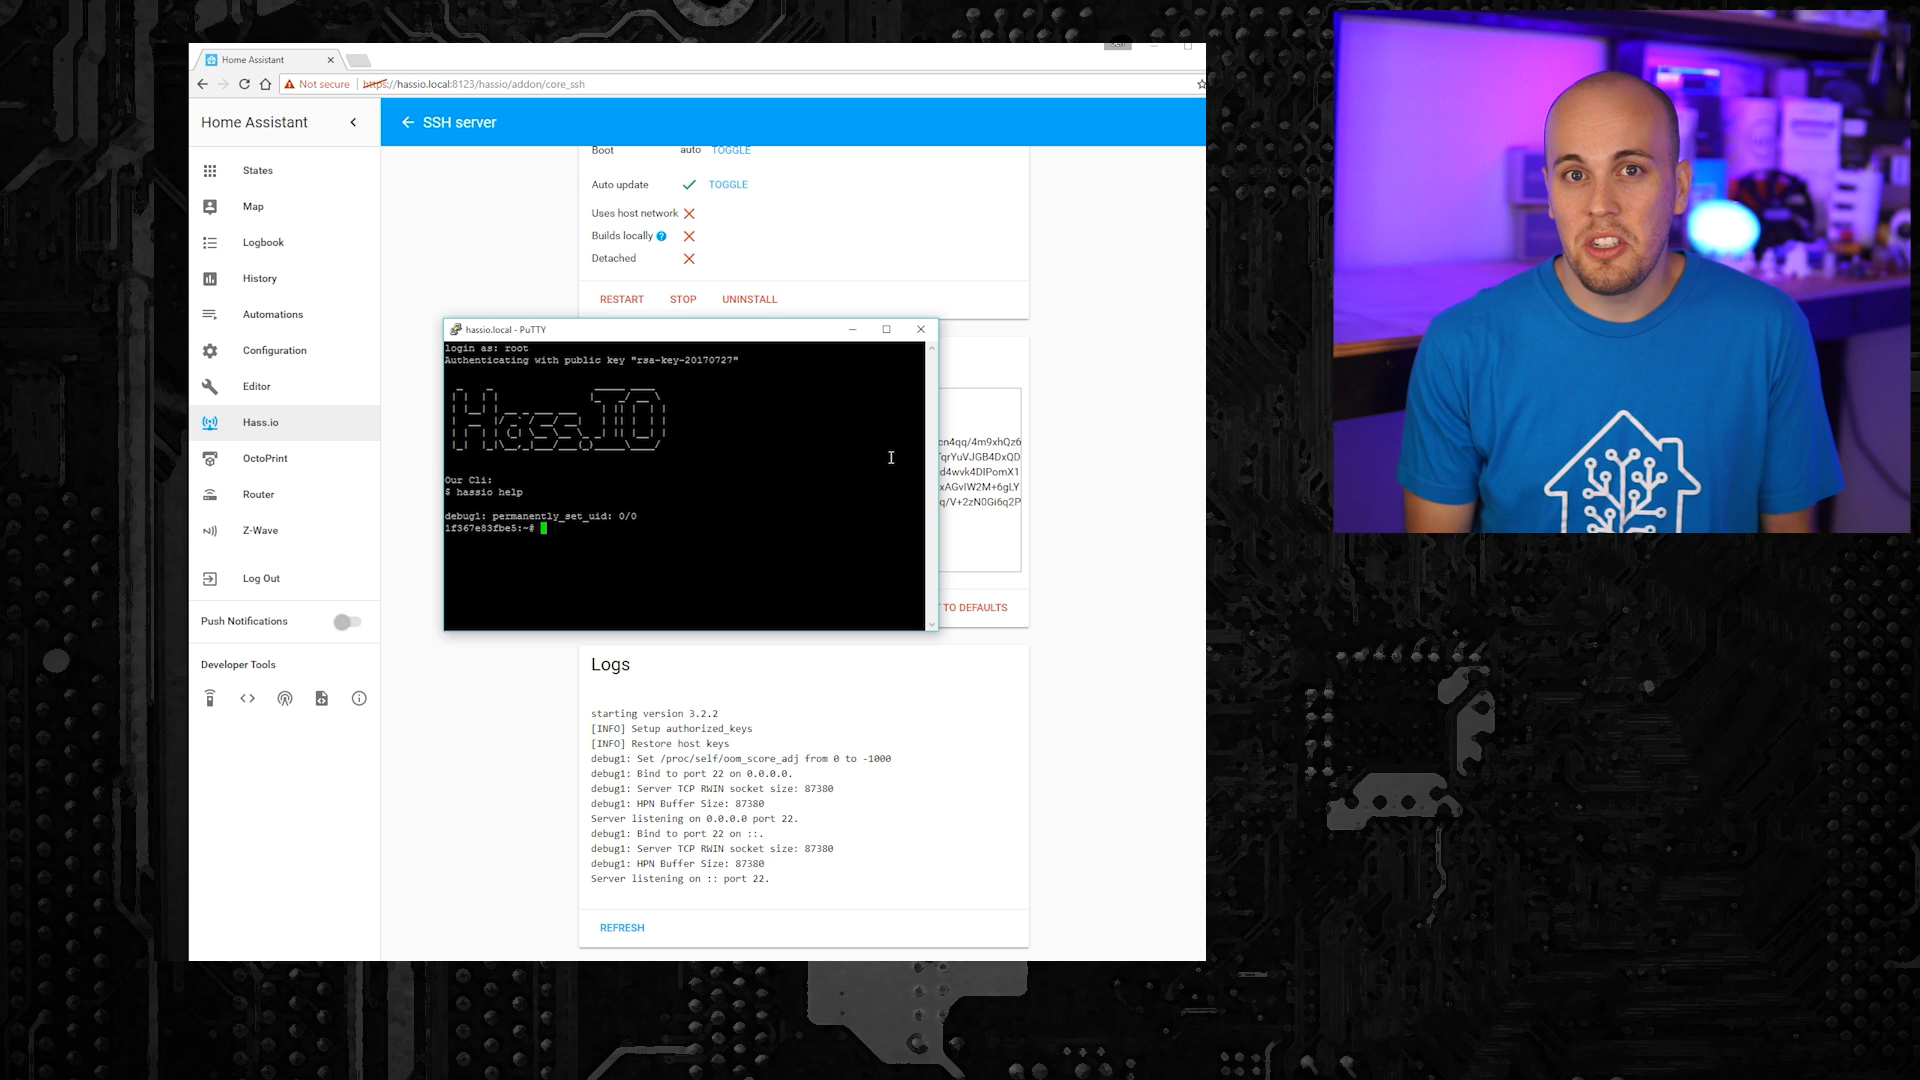 Home Assistant
Not secure | https://hassio.local:8123/hassio/addon/core_ssh
Home Assistant
SSH server
States
Map
Logbook
History
Automations
Configuration
Editor
Hass.io
OctoPrint
Router
Z-Wave
Log Out
Push Notifications
Developer Tools
Boot auto TOGGLE
Auto update TOGGLE
Uses host network
Builds locally
Detached
RESTART STOP UNINSTALL
hassio.local - PuTTY
login as: root
Authenticating with public key "rsa-key-20170727"
Hass.IO
Our Cli:
$ hassio help
debug1: permanently_set_uid: 0/0
1f367e83fbe5:~#
cn4qq/4m9xhQz6
qrYuVJGB4DxQD
d4wvk4DIPomX1
xAGvIW2M+6gLY
q/V+2zN0Gi6q2P
TO DEFAULTS
Logs
starting version 3.2.2
[INFO] Setup authorized_keys
[INFO] Restore host keys
debug1: Set /proc/self/oom_score_adj from 0 to -1000
debug1: Bind to port 22 on 0.0.0.0.
debug1: Server TCP RWIN socket size: 87380
debug1: HPN Buffer Size: 87380
Server listening on 0.0.0.0 port 22.
debug1: Bind to port 22 on ::.
debug1: Server TCP RWIN socket size: 87380
debug1: HPN Buffer Size: 87380
Server listening on :: port 22.
REFRESH